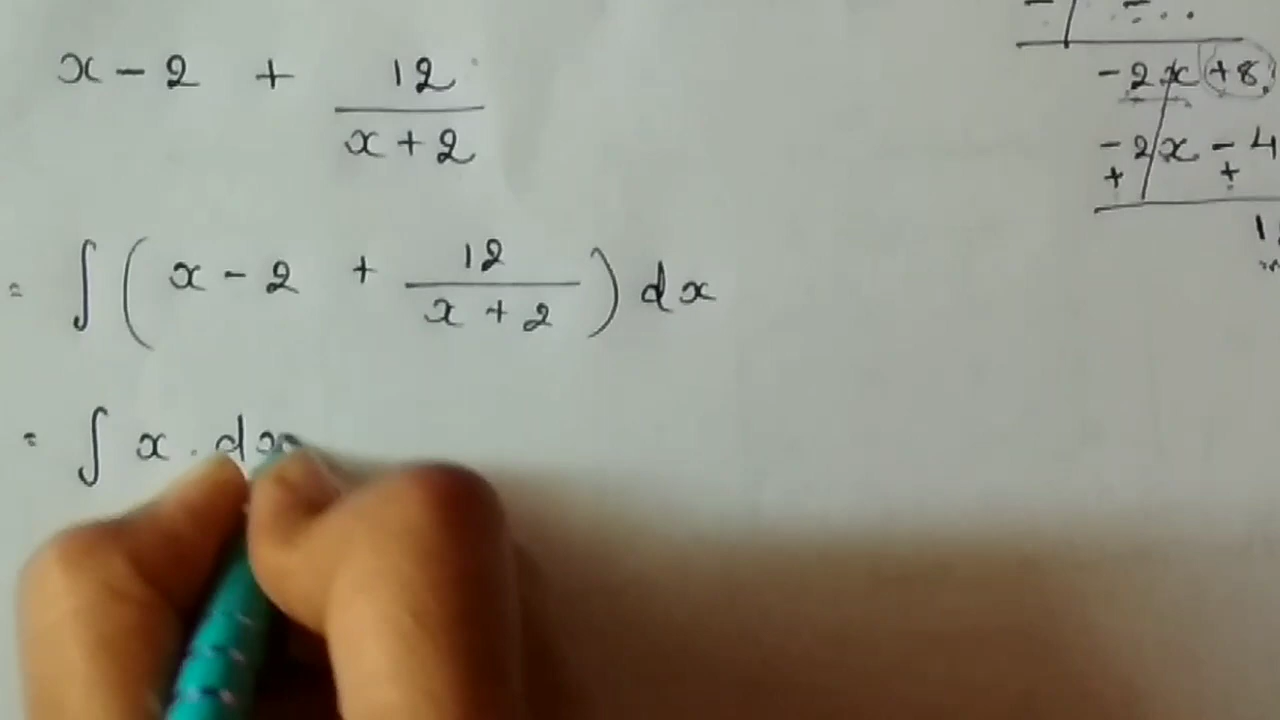 x - 2 + 12/(x + 2)
= ∫ ( x - 2 + 12/(x + 2) ) dx
= ∫ x . dx
-2x +8
-2x - 4
+ +